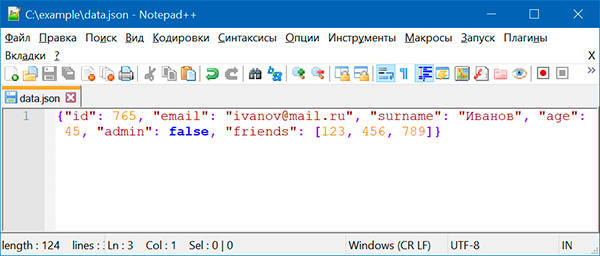 C:\example\data.json - Notepad++
Файл Правка Поиск Вид Кодировки Синтаксисы Опции Инструменты Макросы Запуск Плагины
Вкладки ? X
data.json
1 {"id": 765, "email": "ivanov@mail.ru", "surname": "Иванов", "age":
45, "admin": false, "friends": [123, 456, 789]}
length : 124 lines : Ln : 3 Col : 1 Sel : 0 | 0 Windows (CR LF) UTF-8 IN